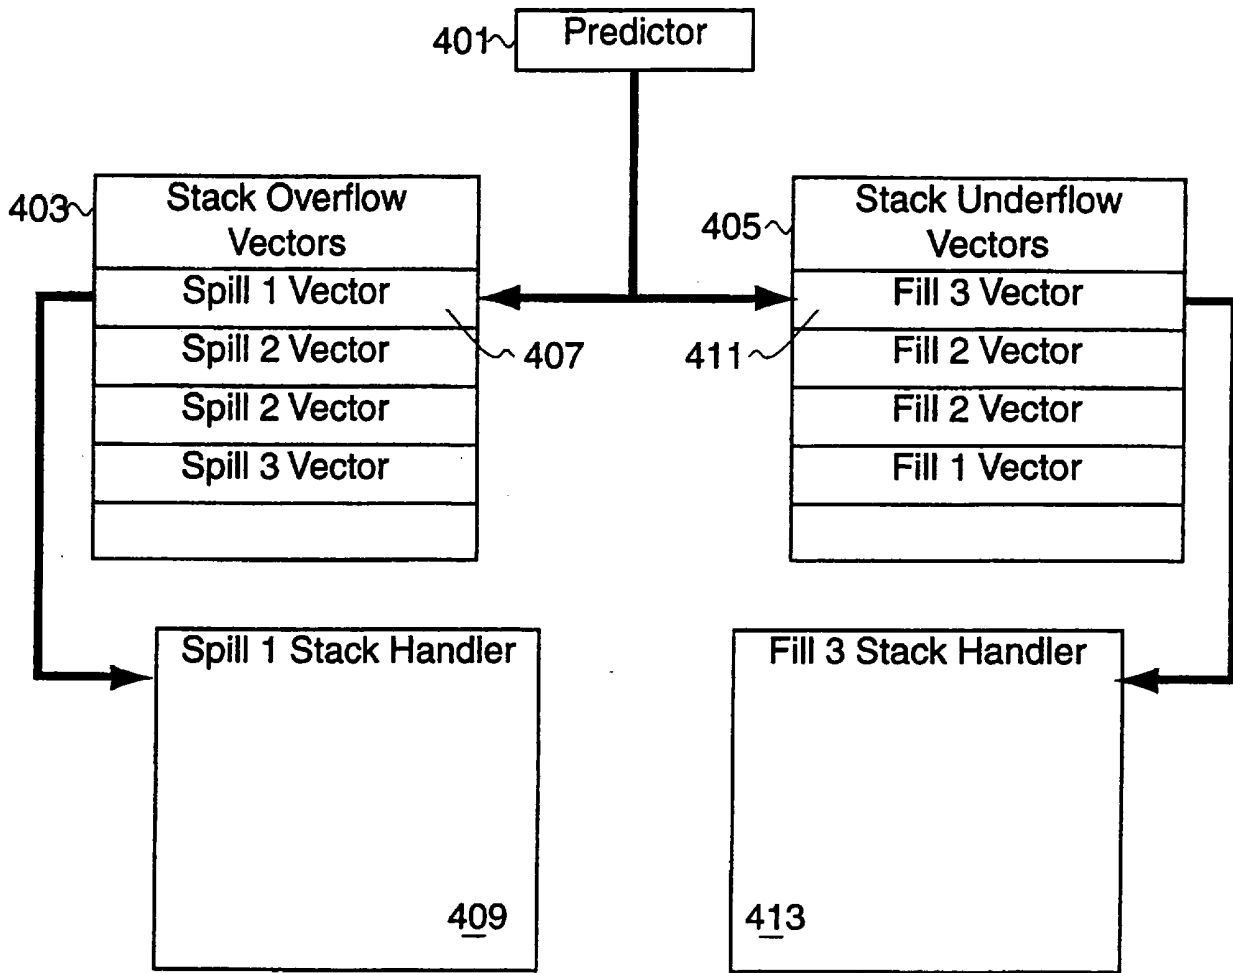 401
Predictor
403
Stack Overflow
Vectors
Spill 1 Vector
407
Spill 2 Vector
Spill 2 Vector
Spill 3 Vector
405
Stack Underflow
Vectors
Fill 3 Vector
411
Fill 2 Vector
Fill 2 Vector
Fill 1 Vector
Spill 1 Stack Handler
409
Fill 3 Stack Handler
413